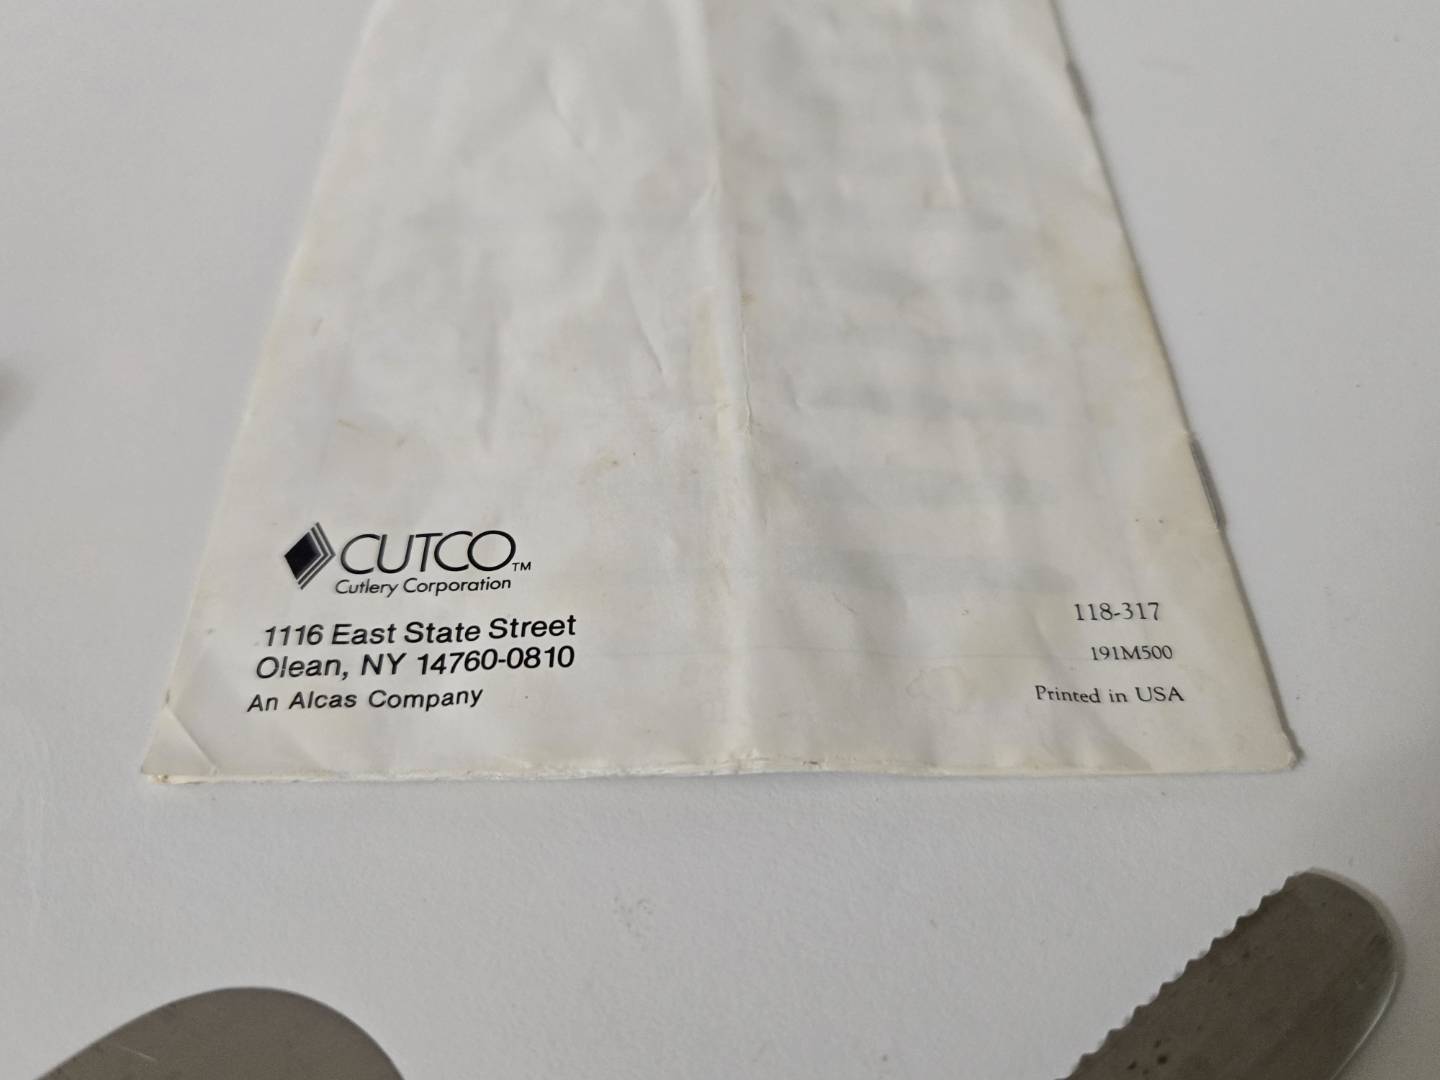 CUTCO™
Cutlery Corporation
1116 East State Street
Olean, NY 14760-0810
An Alcas Company
118-317
191M500
Printed in USA